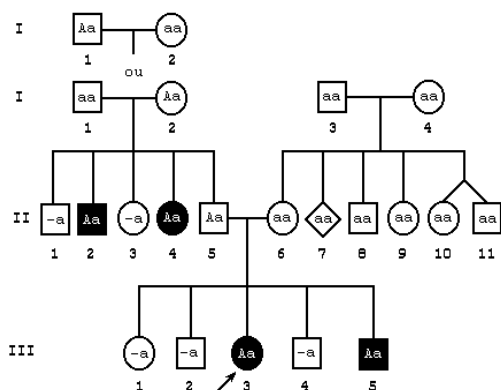 I Aa aa
1 2
ou
I aa Aa aa aa
1 2 3 4
II -a Aa -a Aa Aa aa aa aa aa aa aa
1 2 3 4 5 6 7 8 9 10 11
III -a -a Aa -a Aa
1 2 3 4 5